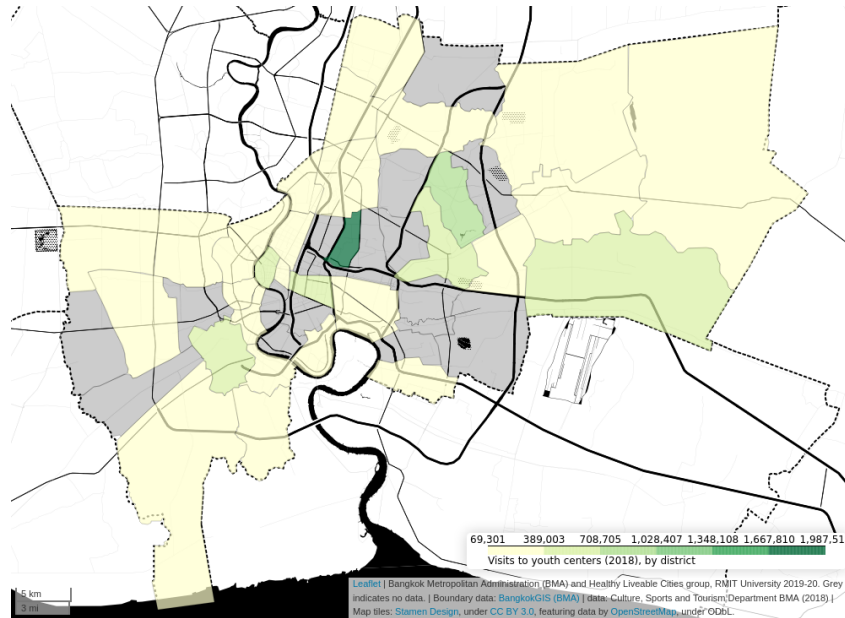 69,301 389,003 708,705 1,028,407 1,348,108 1,667,810 1,987,51
Visits to youth centers (2018), by district
5 km
3 mi
Leaflet | Bangkok Metropolitan Administration (BMA) and Healthy Liveable Cities group, RMIT University 2019-20. Grey
indicates no data. | Boundary data: BangkokGIS (BMA) | data: Culture, Sports and Tourism Department BMA (2018) |
Map tiles: Stamen Design, under CC BY 3.0, featuring data by OpenStreetMap, under ODbL.